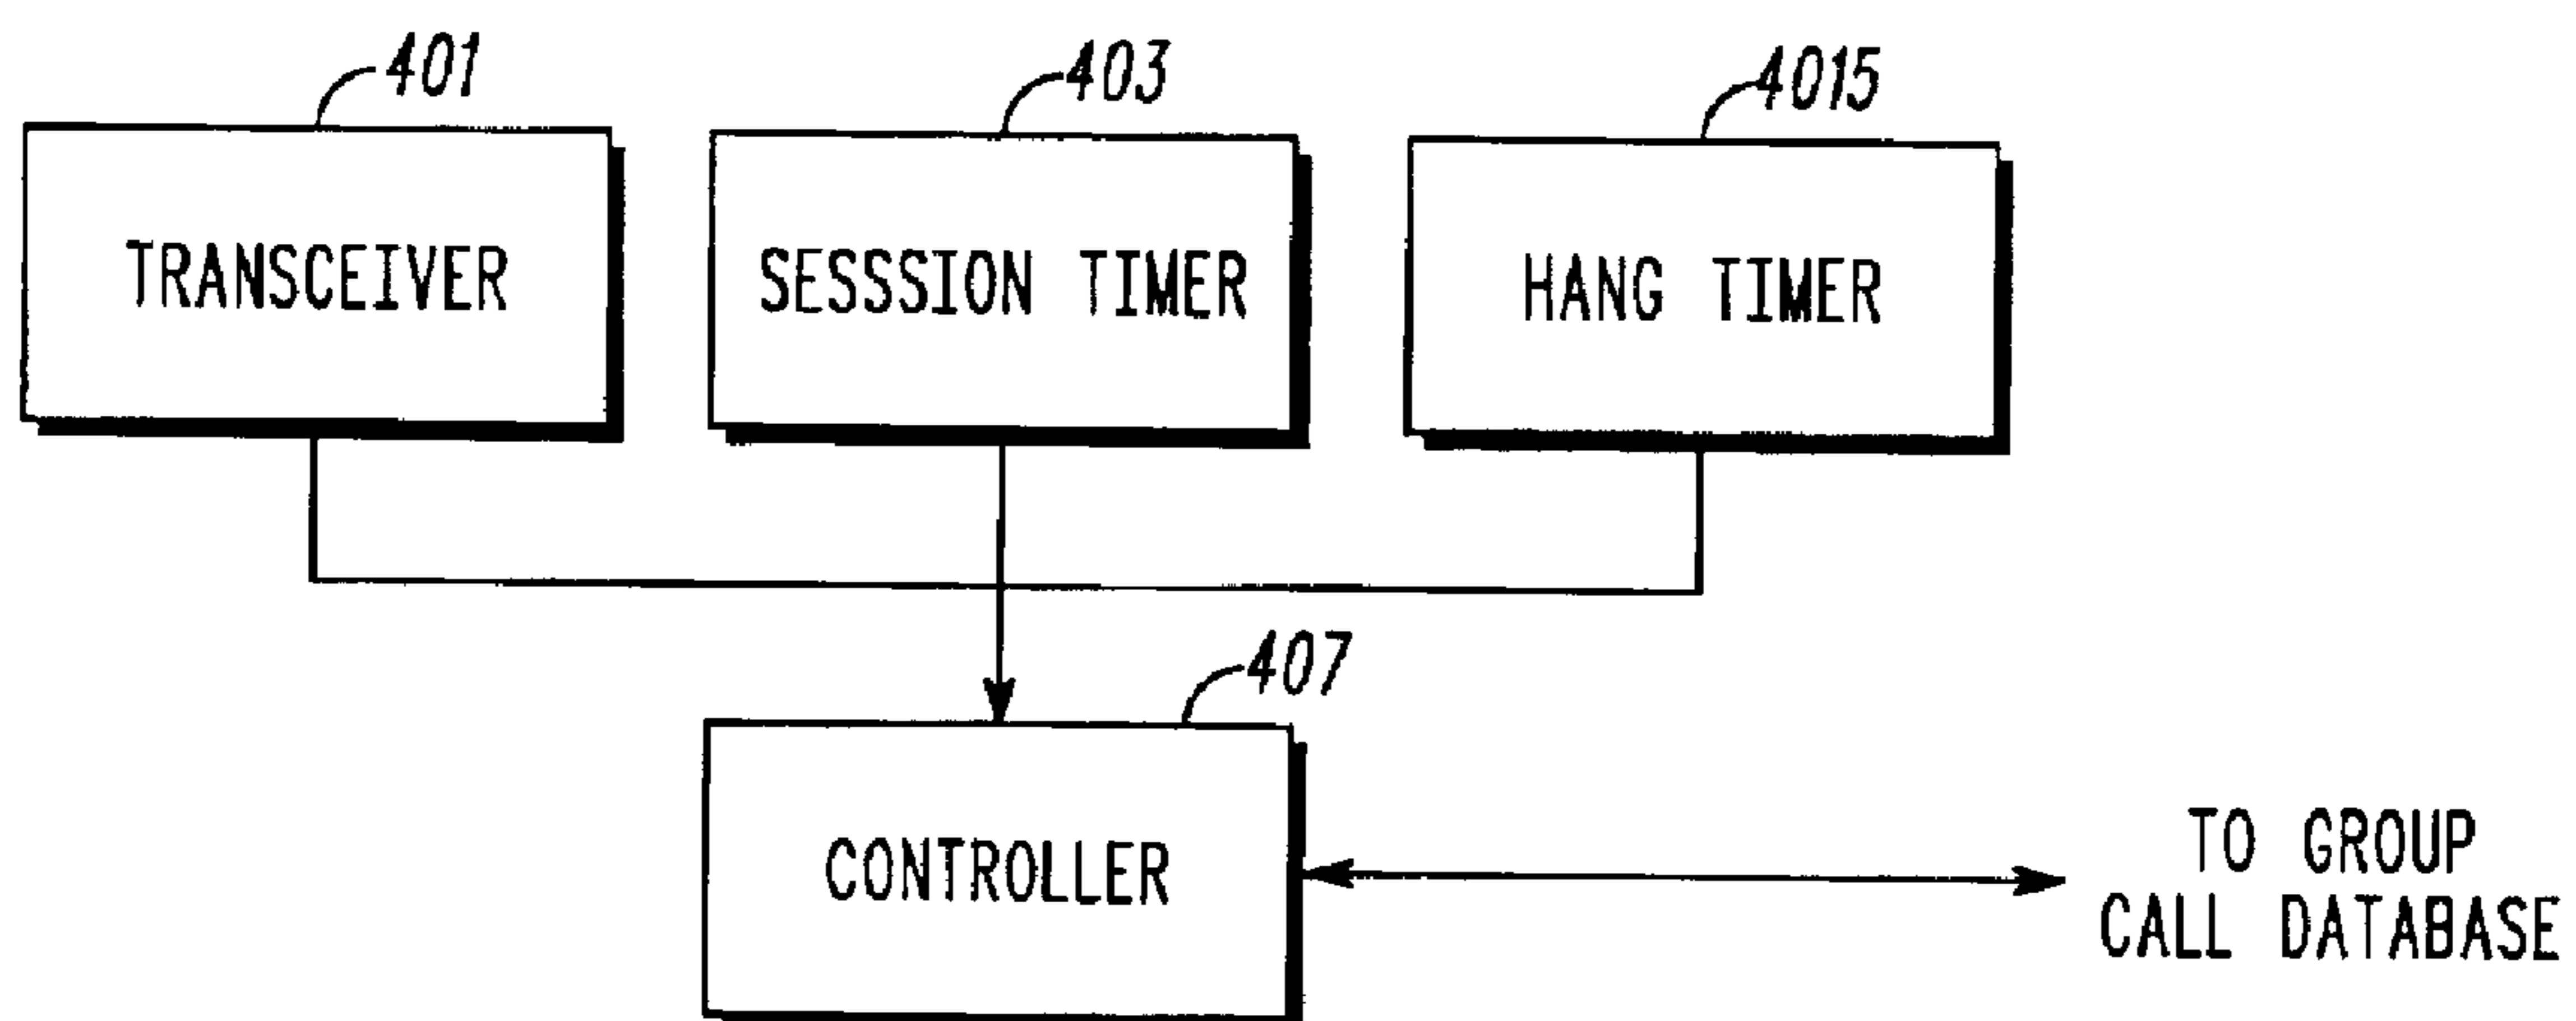 401
403
4015
TRANSCEIVER
SESSSION TIMER
HANG TIMER
407
CONTROLLER
TO GROUP
CALL DATABASE